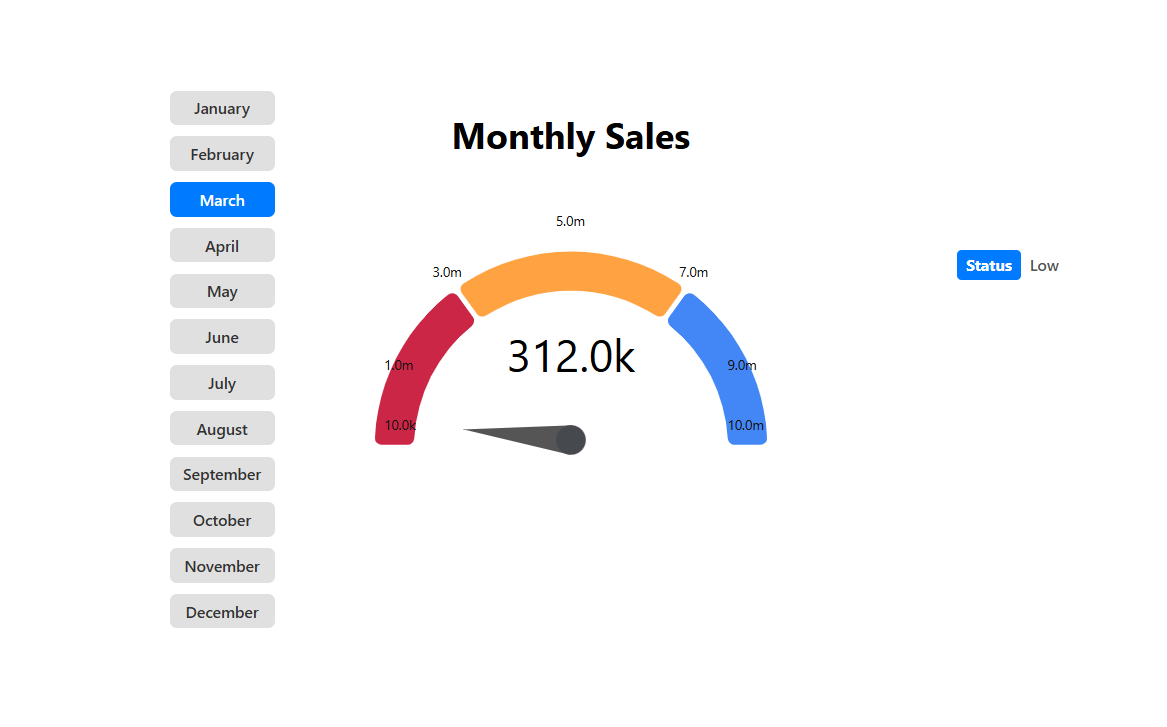 January
February
March
April
May
June
July
August
September
October
November
December
Monthly Sales
5.0m
3.0m
7.0m
1.0m
9.0m
10.0k
10.0m
312.0k
Status Low